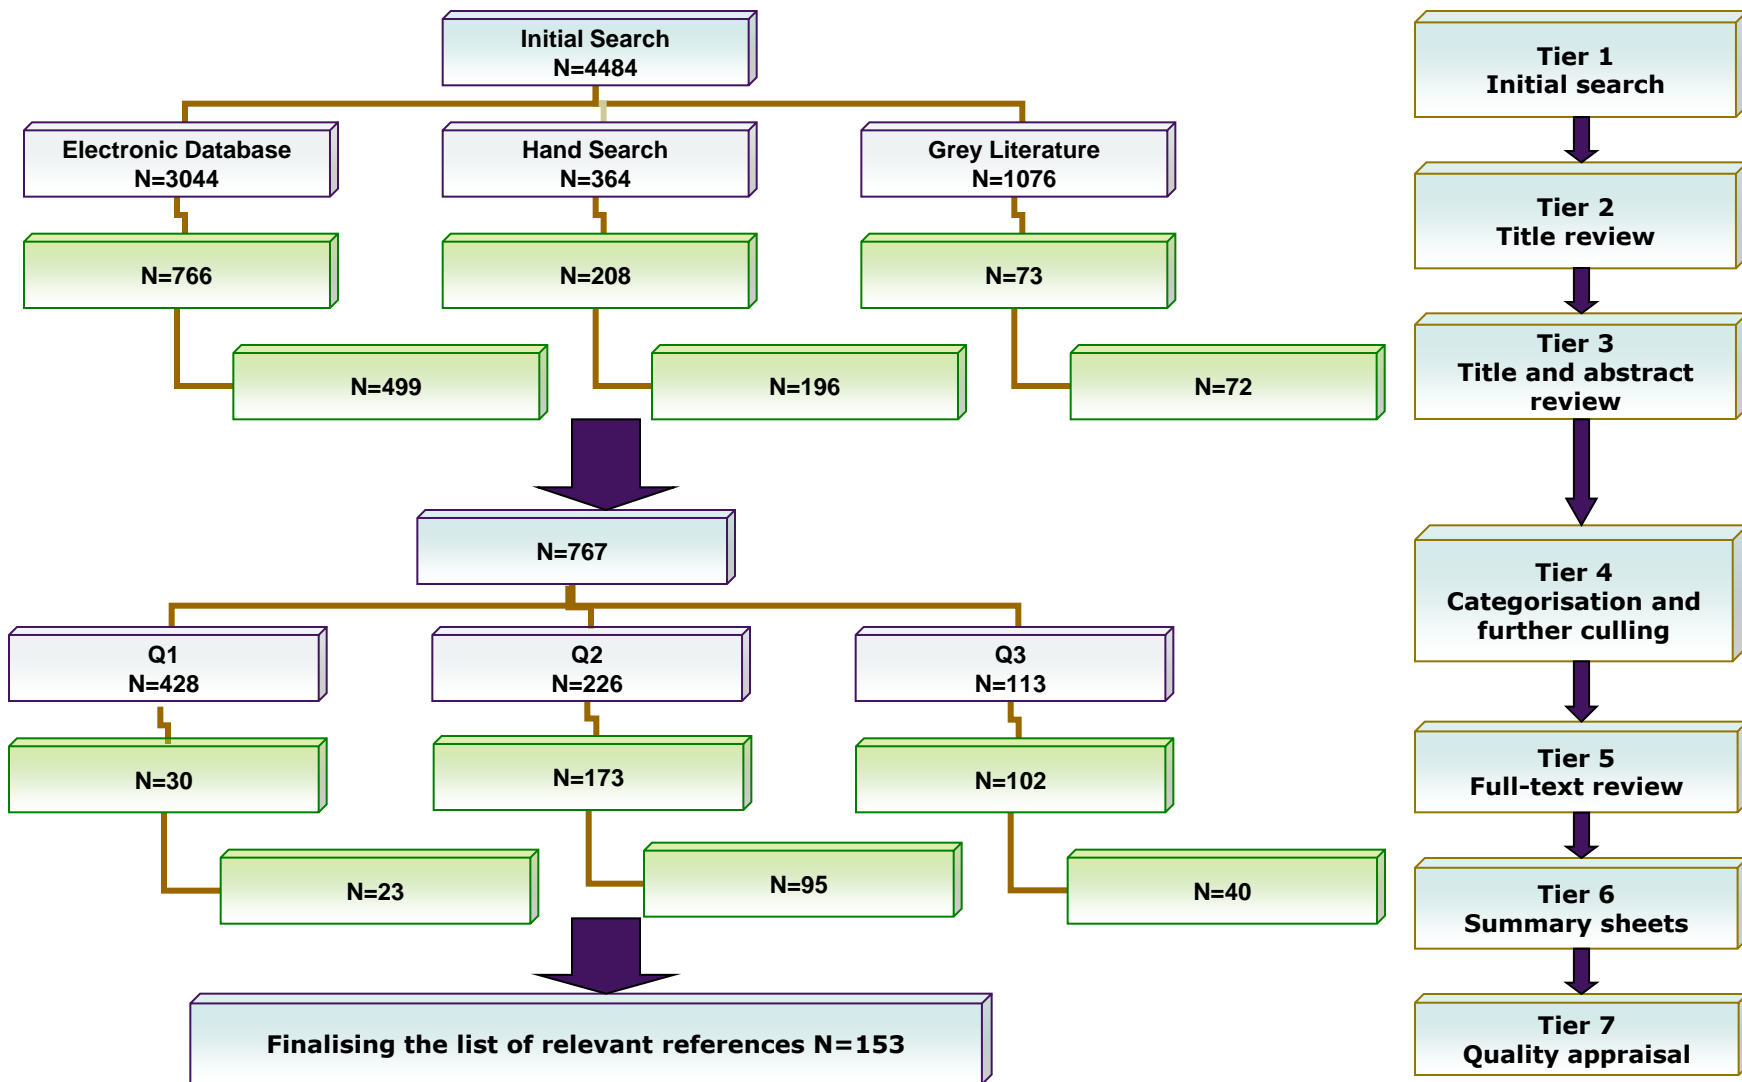 Initial Search
N=4484
Electronic Database
N=3044
Hand Search
N=364
Grey Literature
N=1076
N=766
N=208
N=73
N=499
N=196
N=72
N=767
Q1
N=428
Q2
N=226
Q3
N=113
N=30
N=173
N=102
N=23
N=95
N=40
Finalising the list of relevant references N=153
Tier 1
Initial search
Tier 2
Title review
Tier 3
Title and abstract
review
Tier 4
Categorisation and
further culling
Tier 5
Full-text review
Tier 6
Summary sheets
Tier 7
Quality appraisal